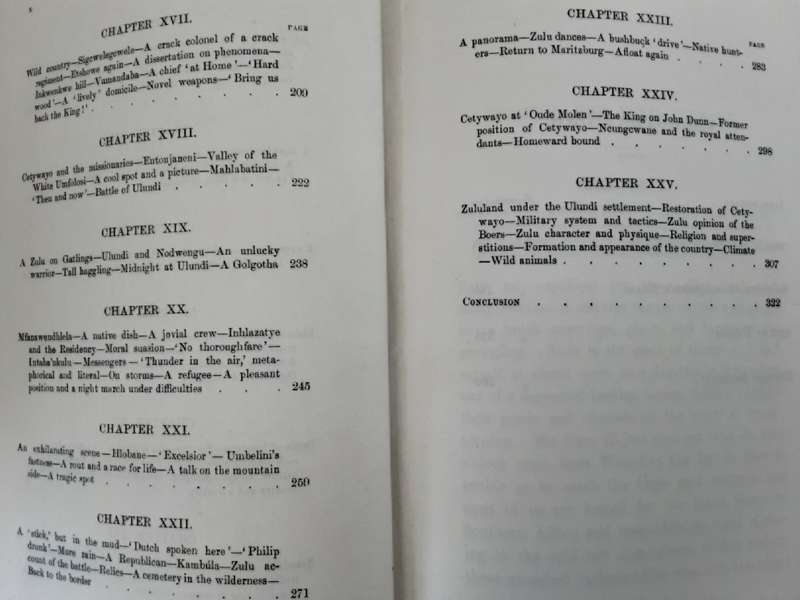 x
CHAPTER XVII.
PAGE
Wild country—Sigcwelegcwele—A crack colonel of a crack
regiment—Etshowe again—A dissertation on phenomena—
Inkwenkwe hill—Vumandaba—A chief 'at Home'—'Hard
wood'—A 'lively' domicile—Novel weapons—'Bring us
back the King!' . . . . . . . . 209
CHAPTER XVIII.
Cetywayo and the missionaries—Entonjaneni—Valley of the
White Umfolosi—A cool spot and a picture—Mahlabatini—
'Then and now'—Battle of Ulundi . . . . . 222
CHAPTER XIX.
A Zulu on Gatlings—Ulundi and Nodwengu—An unlucky
warrior—Tall haggling—Midnight at Ulundi—A Golgotha 238
CHAPTER XX.
Mfanawendhlela—A native dish—A jovial crew—Inhlazatye
and the Residency—Moral suasion—'No thoroughfare'—
Intaba'nkulu—Messengers—'Thunder in the air,' meta-
phorical and literal—On storms—A refugee—A pleasant
position and a night march under difficulties . . . 245
CHAPTER XXI.
An exhilarating scene—Hlobane—'Excelsior'—Umbelini's
fastness—A rout and a race for life—A talk on the mountain
side—A tragic spot . . . . . . . 259
CHAPTER XXII.
A 'stick,' but in the mud—'Dutch spoken here'—'Philip
drunk'—More rain—A Republican—Kambúla—Zulu ac-
count of the battle—Relics—A cemetery in the wilderness—
Back to the border . . . . . . . 271
CHAPTER XXIII.
PAGE
A panorama—Zulu dances—A bushbuck 'drive'—Native hunt-
ers—Return to Maritzburg—Afloat again . . . . 283
CHAPTER XXIV.
Cetywayo at 'Oude Molen'—The King on John Dunn—Former
position of Cetywayo—Ncungcwane and the royal atten-
dants—Homeward bound . . . . . . . 298
CHAPTER XXV.
Zululand under the Ulundi settlement—Restoration of Cety-
wayo—Military system and tactics—Zulu opinion of the
Boers—Zulu character and physique—Religion and super-
stitions—Formation and appearance of the country—Climate
—Wild animals . . . . . . . . 307
CONCLUSION . . . . . . . . . 322